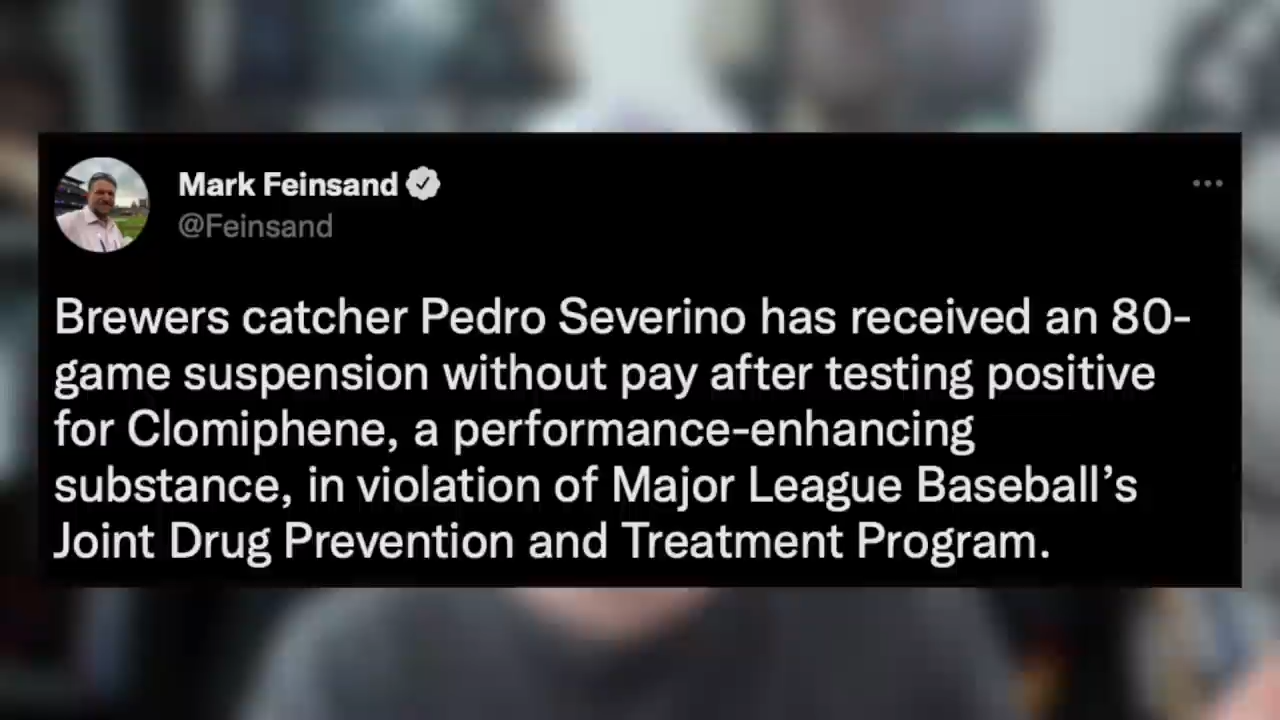 Mark Feinsand
@Feinsand
Brewers catcher Pedro Severino has received an 80-
game suspension without pay after testing positive
for Clomiphene, a performance-enhancing
substance, in violation of Major League Baseball’s
Joint Drug Prevention and Treatment Program.